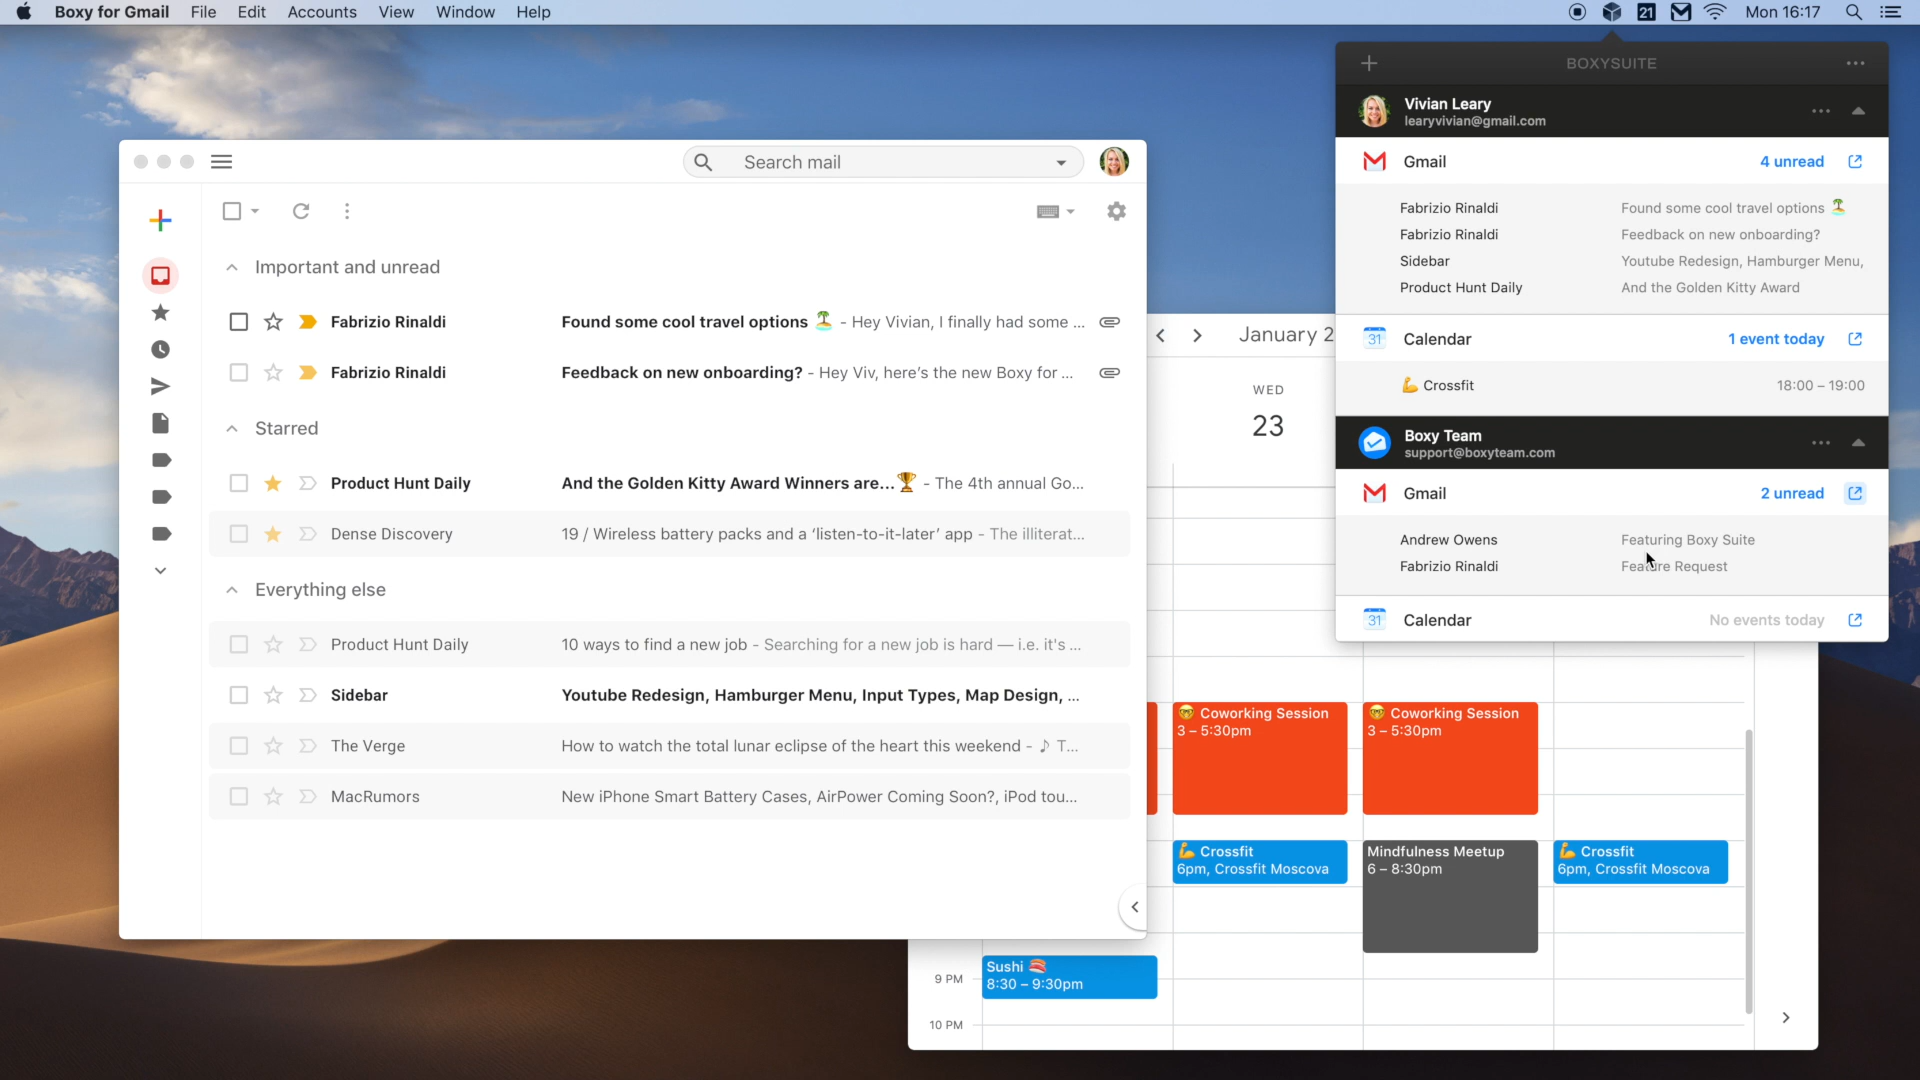 Boxy for Gmail File Edit Accounts View Window Help
21 Mon 16:17
BOXYSUITE
Vivian Leary
learyvivian@gmail.com
Gmail 4 unread
Fabrizio Rinaldi Found some cool travel options 🏝️
Fabrizio Rinaldi Feedback on new onboarding?
Sidebar Youtube Redesign, Hamburger Menu,
Product Hunt Daily And the Golden Kitty Award
31 Calendar 1 event today
💪 Crossfit 18:00 – 19:00
Boxy Team
support@boxyteam.com
Gmail 2 unread
Andrew Owens Featuring Boxy Suite
Fabrizio Rinaldi Feature Request
31 Calendar No events today
Search mail
Important and unread
Fabrizio Rinaldi Found some cool travel options 🏝️ - Hey Vivian, I finally had some ...
Fabrizio Rinaldi Feedback on new onboarding? - Hey Viv, here’s the new Boxy for ...
Starred
Product Hunt Daily And the Golden Kitty Award Winners are...🏆 - The 4th annual Go...
Dense Discovery 19 / Wireless battery packs and a ‘listen-to-it-later’ app - The illiterat...
Everything else
Product Hunt Daily 10 ways to find a new job - Searching for a new job is hard — i.e. it's ...
Sidebar Youtube Redesign, Hamburger Menu, Input Types, Map Design, ...
The Verge How to watch the total lunar eclipse of the heart this weekend - ♪ T...
MacRumors New iPhone Smart Battery Cases, AirPower Coming Soon?, iPod tou...
January 2
WED
23
🤓 Coworking Session
3 – 5:30pm
🤓 Coworking Session
3 – 5:30pm
💪 Crossfit
6pm, Crossfit Moscova
Mindfulness Meetup
6 – 8:30pm
💪 Crossfit
6pm, Crossfit Moscova
Sushi 🍣
8:30 – 9:30pm
9 PM
10 PM